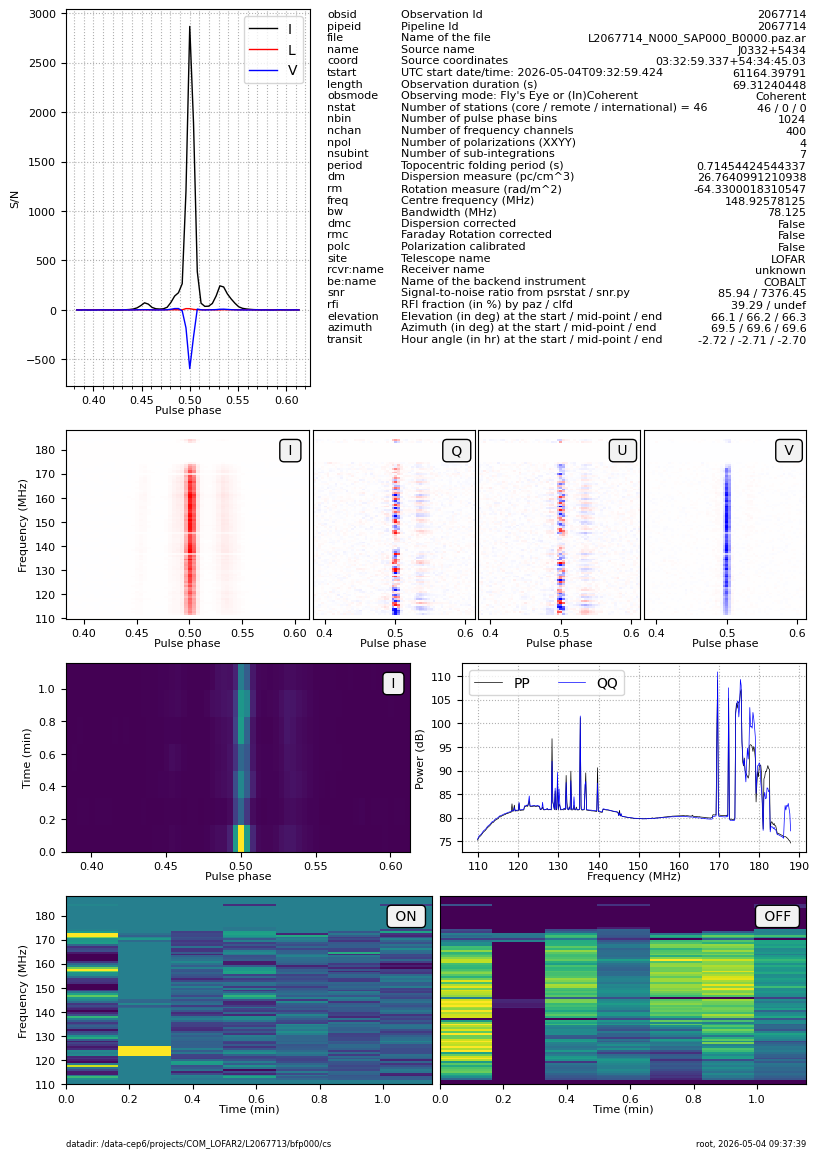 I
L
V
3000
2500
2000
1500
1000
500
0
−500
S/N
0.40 0.45 0.50 0.55 0.60
Pulse phase
obsid Observation Id 2067714
pipeid Pipeline Id 2067714
file Name of the file L2067714_N000_SAP000_B0000.paz.ar
name Source name J0332+5434
coord Source coordinates 03:32:59.337+54:34:45.03
tstart UTC start date/time: 2026-05-04T09:32:59.424 61164.39791
length Observation duration (s) 69.31240448
obsmode Observing mode: Fly's Eye or (In)Coherent Coherent
nstat Number of stations (core / remote / international) = 46 46 / 0 / 0
nbin Number of pulse phase bins 1024
nchan Number of frequency channels 400
npol Number of polarizations (XXYY) 4
nsubint Number of sub-integrations 7
period Topocentric folding period (s) 0.71454424544337
dm Dispersion measure (pc/cm^3) 26.7640991210938
rm Rotation measure (rad/m^2) -64.3300018310547
freq Centre frequency (MHz) 148.92578125
bw Bandwidth (MHz) 78.125
dmc Dispersion corrected False
rmc Faraday Rotation corrected False
polc Polarization calibrated False
site Telescope name LOFAR
rcvr:name Receiver name unknown
be:name Name of the backend instrument COBALT
snr Signal-to-noise ratio from psrstat / snr.py 85.94 / 7376.45
rfi RFI fraction (in %) by paz / clfd 39.29 / undef
elevation Elevation (in deg) at the start / mid-point / end 66.1 / 66.2 / 66.3
azimuth Azimuth (in deg) at the start / mid-point / end 69.5 / 69.6 / 69.6
transit Hour angle (in hr) at the start / mid-point / end -2.72 / -2.71 / -2.70
I Q U V
180
170
160
150
140
130
120
110
Frequency (MHz)
0.40 0.45 0.50 0.55 0.60 0.4 0.5 0.6 0.4 0.5 0.6 0.4 0.5 0.6
Pulse phase Pulse phase Pulse phase Pulse phase
I
1.0
0.8
0.6
0.4
0.2
0.0
Time (min)
0.40 0.45 0.50 0.55 0.60
Pulse phase
PP QQ
110
105
100
95
90
85
80
75
Power (dB)
110 120 130 140 150 160 170 180 190
Frequency (MHz)
ON OFF
180
170
160
150
140
130
120
110
Frequency (MHz)
0.0 0.2 0.4 0.6 0.8 1.0 0.0 0.2 0.4 0.6 0.8 1.0
Time (min) Time (min)
datadir: /data-cep6/projects/COM_LOFAR2/L2067713/bfp000/cs root, 2026-05-04 09:37:39